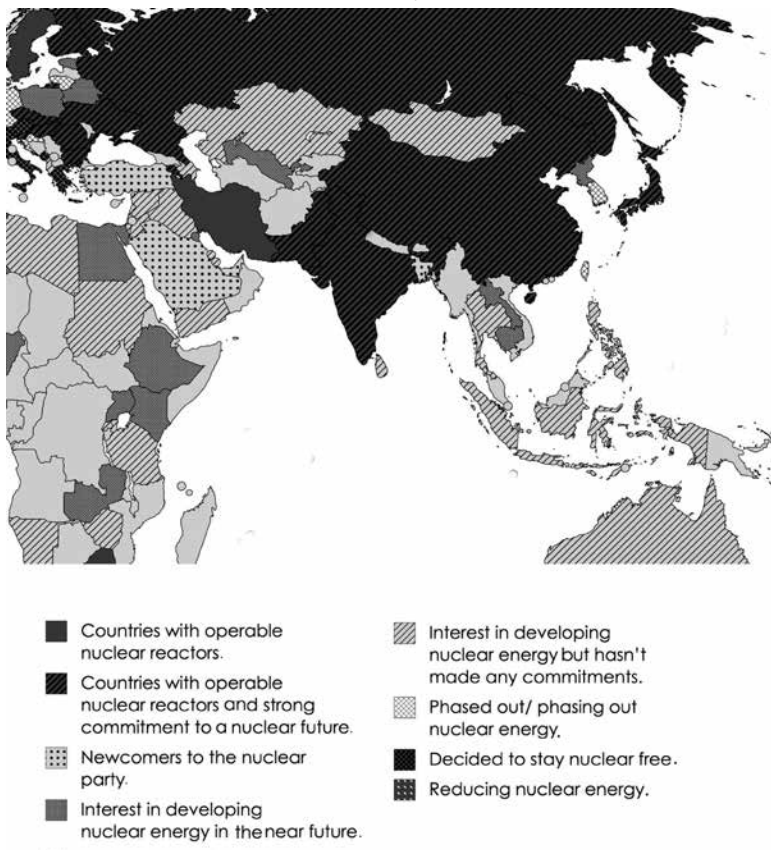 Countries with operable
nuclear reactors.
Countries with operable
nuclear reactors and strong
commitment to a nuclear future.
Newcomers to the nuclear
party.
Interest in developing
nuclear energy in the near future.
Interest in developing
nuclear energy but hasn't
made any commitments.
Phased out/ phasing out
nuclear energy.
Decided to stay nuclear free.
Reducing nuclear energy.